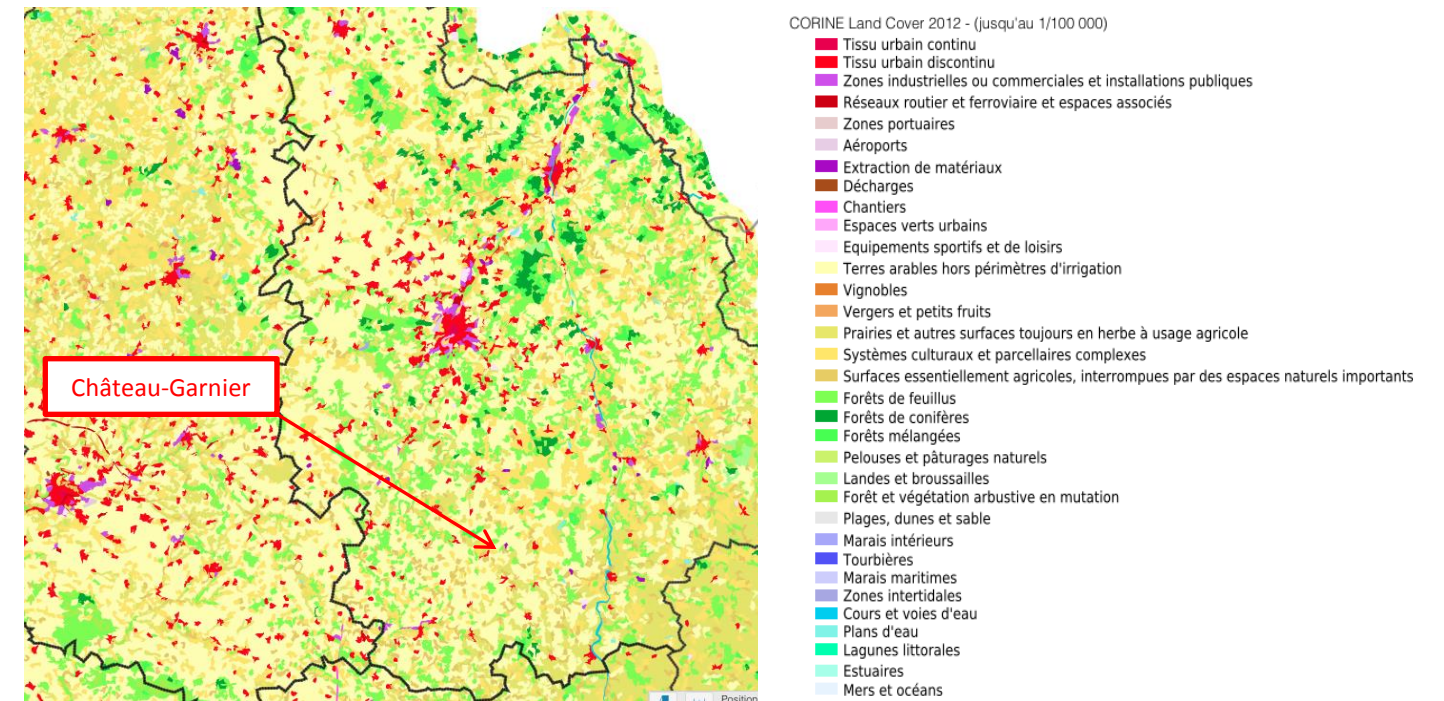 CORINE Land Cover 2012 - (jusqu'au 1/100 000)
Tissu urbain continu
Tissu urbain discontinu
Zones industrielles ou commerciales et installations publiques
Réseaux routier et ferroviaire et espaces associés
Zones portuaires
Aéroports
Extraction de matériaux
Décharges
Chantiers
Espaces verts urbains
Equipements sportifs et de loisirs
Terres arables hors périmètres d'irrigation
Vignobles
Vergers et petits fruits
Prairies et autres surfaces toujours en herbe à usage agricole
Systèmes culturaux et parcellaires complexes
Surfaces essentiellement agricoles, interrompues par des espaces naturels importants
Forêts de feuillus
Forêts de conifères
Forêts mélangées
Pelouses et pâturages naturels
Landes et broussailles
Forêt et végétation arbustive en mutation
Plages, dunes et sable
Marais intérieurs
Tourbières
Marais maritimes
Zones intertidales
Cours et voies d'eau
Plans d'eau
Lagunes littorales
Estuaires
Mers et océans
Château-Garnier
Position